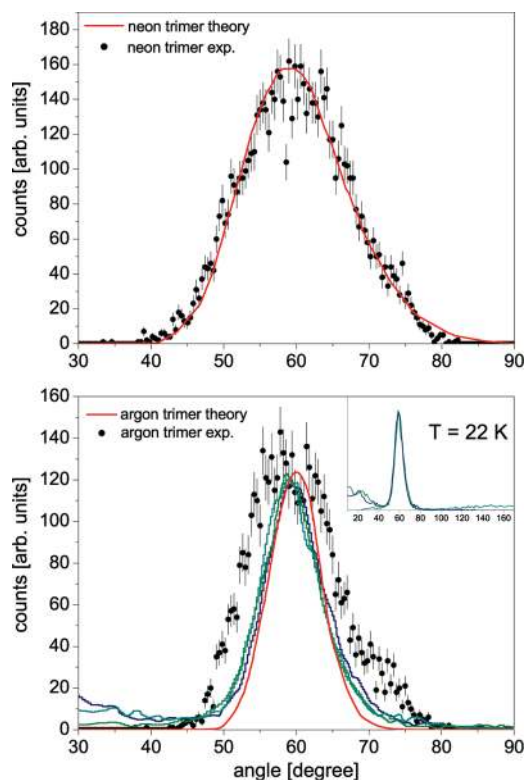 neon trimer theory
neon trimer exp.
counts [arb. units]
180
160
140
120
100
80
60
40
20
0
30 40 50 60 70 80 90
argon trimer theory
argon trimer exp.
T = 22 K
20 40 60 80 100 120 140 160
counts [arb. units]
160
140
120
100
80
60
40
20
0
30 40 50 60 70 80 90
angle [degree]